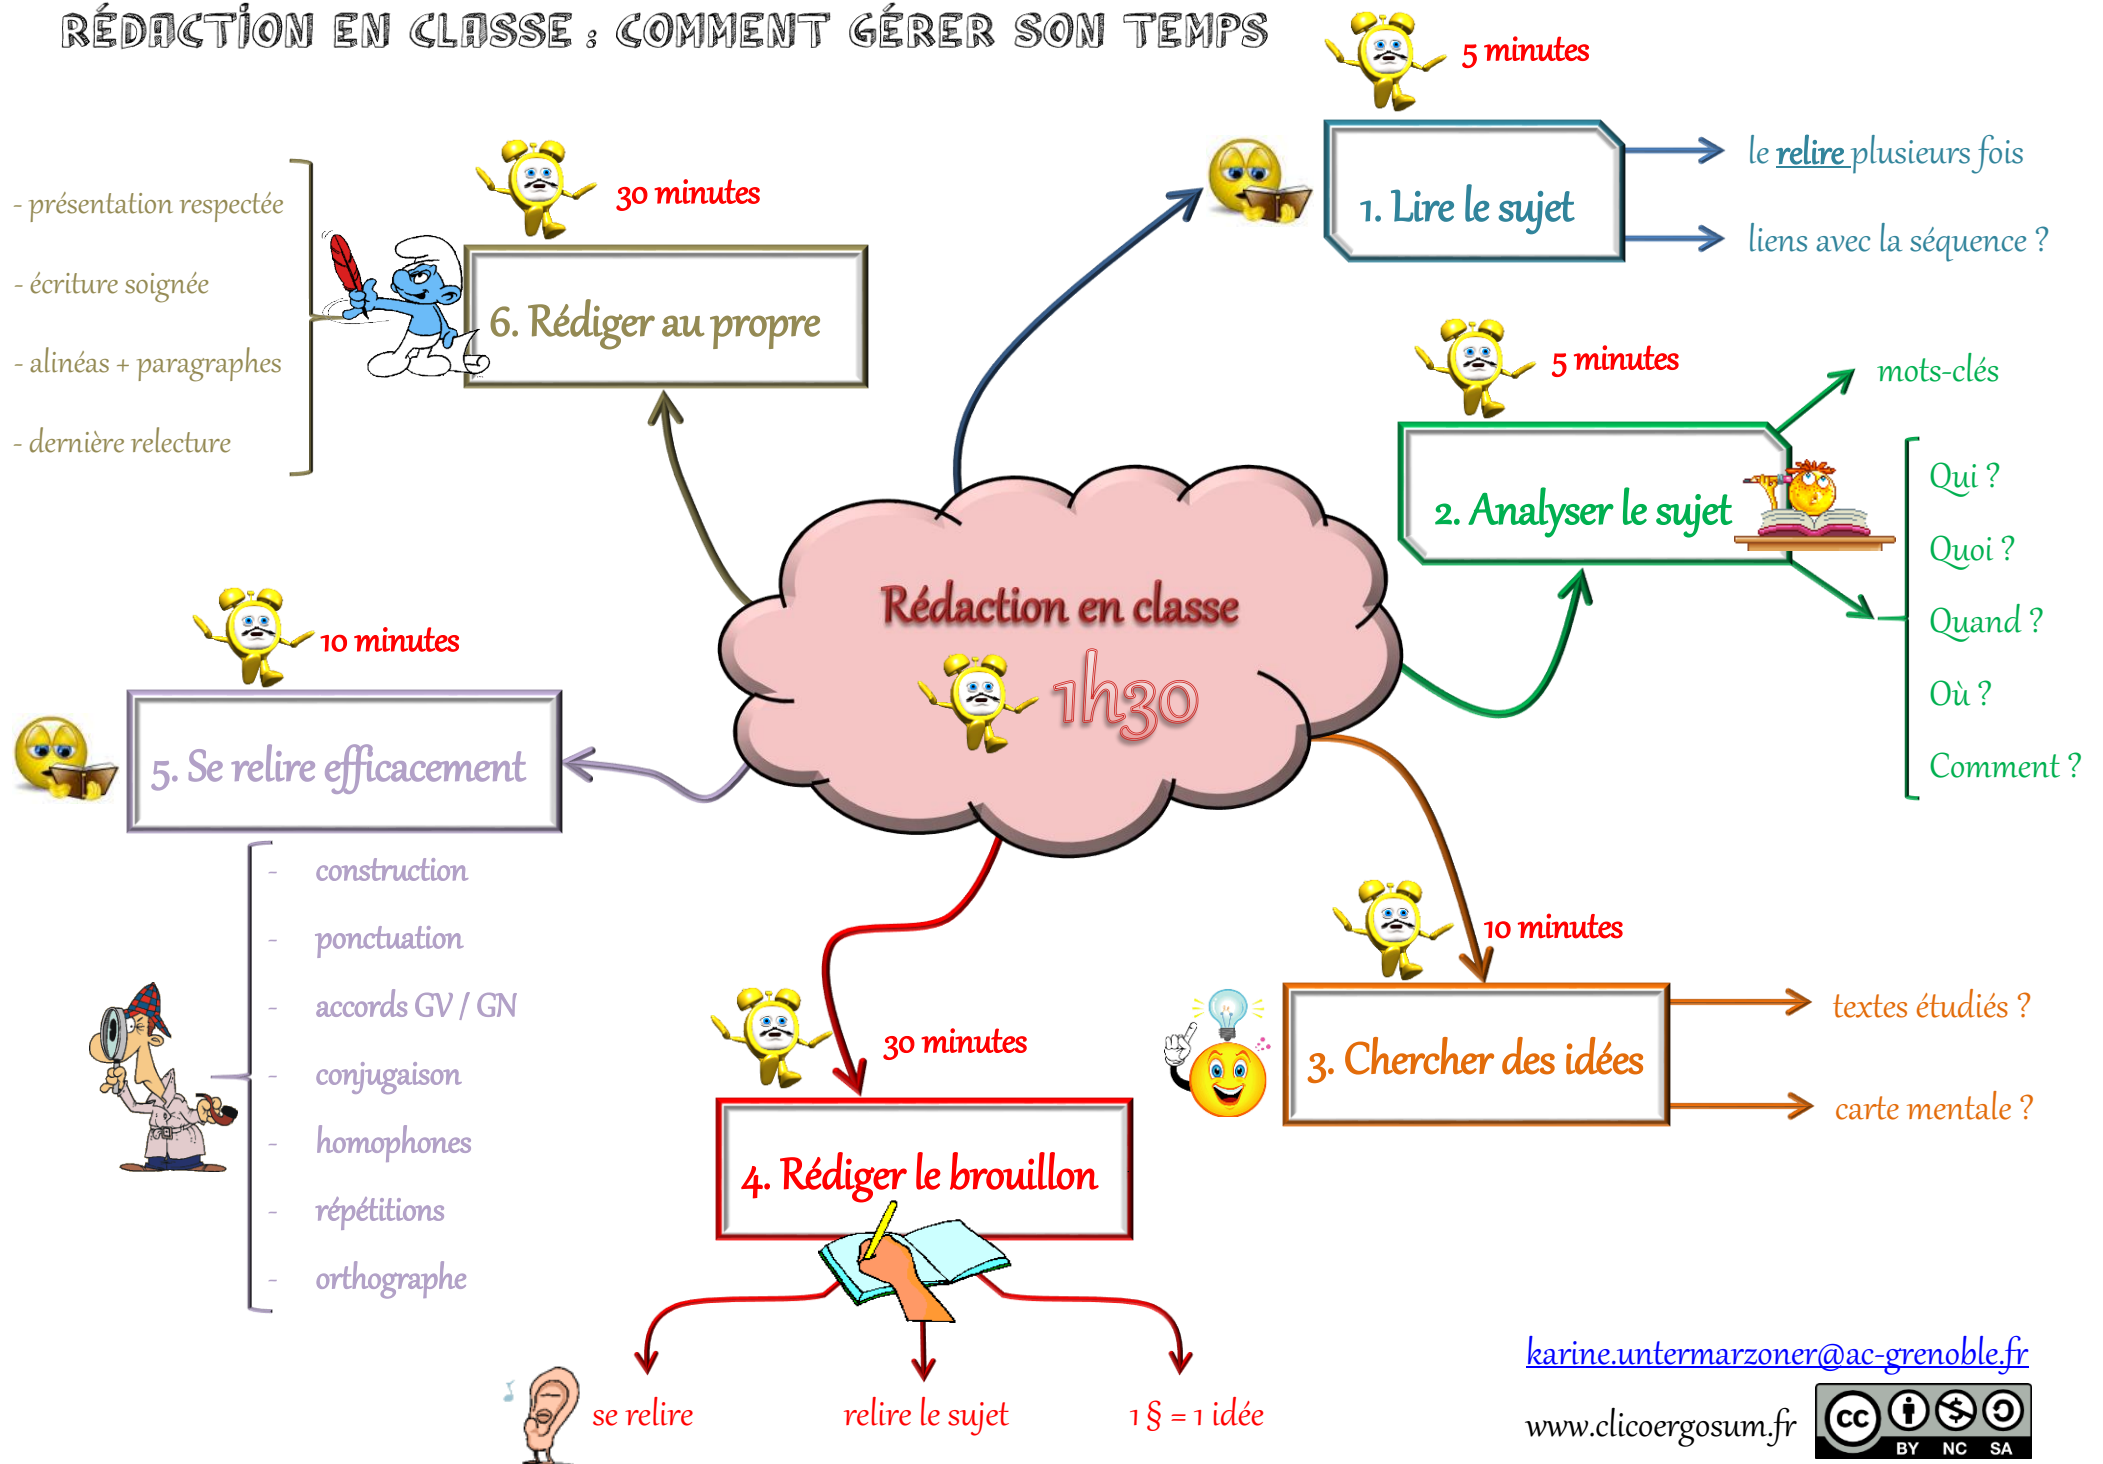 RÉDACTION EN CLASSE : COMMENT GÉRER SON TEMPS
5 minutes
1. Lire le sujet
le relire plusieurs fois
liens avec la séquence ?
5 minutes
2. Analyser le sujet
mots-clés
Qui ?
Quoi ?
Quand ?
Où ?
Comment ?
Rédaction en classe
1h30
10 minutes
3. Chercher des idées
textes étudiés ?
carte mentale ?
30 minutes
4. Rédiger le brouillon
se relire
relire le sujet
1 § = 1 idée
10 minutes
5. Se relire efficacement
- construction
- ponctuation
- accords GV / GN
- conjugaison
- homophones
- répétitions
- orthographe
30 minutes
6. Rédiger au propre
- présentation respectée
- écriture soignée
- alinéas + paragraphes
- dernière relecture
karine.untermarzoner@ac-grenoble.fr
www.clicoergosum.fr
cc
BY NC SA